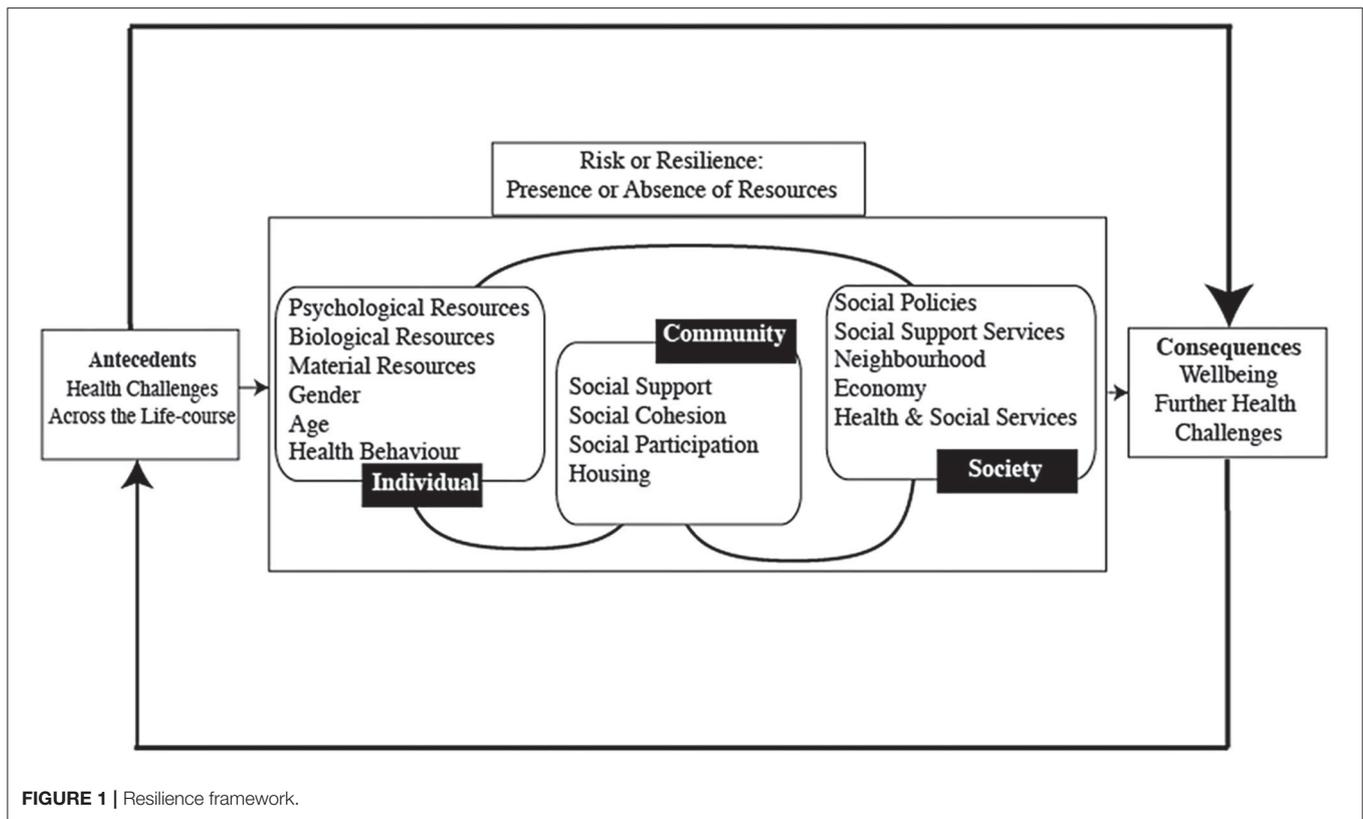 Risk or Resilience:
Presence or Absence of Resources
Antecedents
Health Challenges
Across the Life-course
Psychological Resources
Biological Resources
Material Resources
Gender
Age
Health Behaviour
Individual
Community
Social Support
Social Cohesion
Social Participation
Housing
Social Policies
Social Support Services
Neighbourhood
Economy
Health & Social Services
Society
Consequences
Wellbeing
Further Health
Challenges
FIGURE 1 | Resilience framework.